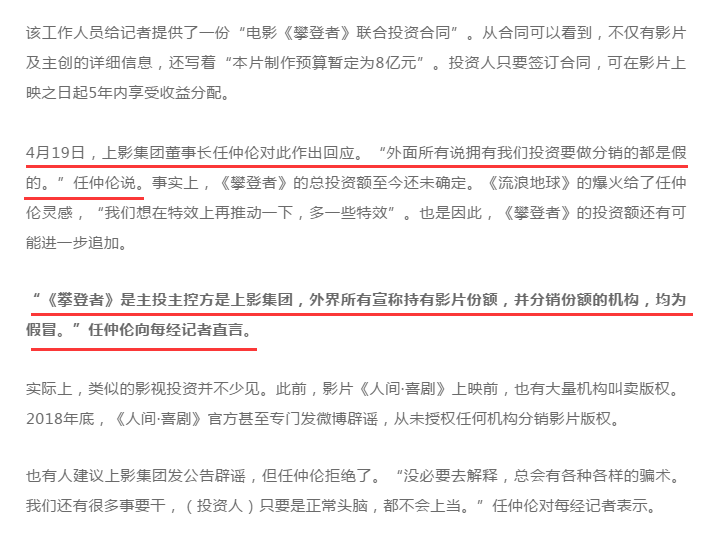 该工作人员给记者提供了一份“电影《攀登者》联合投资合同”。从合同可以看到，不仅有影片
及主创的详细信息，还写着“本片制作预算暂定为8亿元”。投资人只要签订合同，可在影片上
映之日起5年内享受收益分配。
4月19日，上影集团董事长任仲伦对此作出回应。“外面所有说拥有我们投资要做分销的都是假
的。”任仲伦说。事实上，《攀登者》的总投资额至今还未确定。《流浪地球》的爆火给了任仲
伦灵感，“我们想在特效上再推动一下，多一些特效”。也是因此，《攀登者》的投资额还有可
能进一步追加。
“《攀登者》是主投主控方是上影集团，外界所有宣称持有影片份额，并分销份额的机构，均为
假冒。”任仲伦向每经记者直言。
实际上，类似的影视投资并不少见。此前，影片《人间·喜剧》上映前，也有大量机构叫卖版权。
2018年底，《人间·喜剧》官方甚至专门发微博辟谣，从未授权任何机构分销影片版权。
也有人建议上影集团发公告辟谣，但任仲伦拒绝了。“没必要去解释，总会有各种各样的骗术。
我们还有很多事要干，（投资人）只要是正常头脑，都不会上当。”任仲伦对每经记者表示。